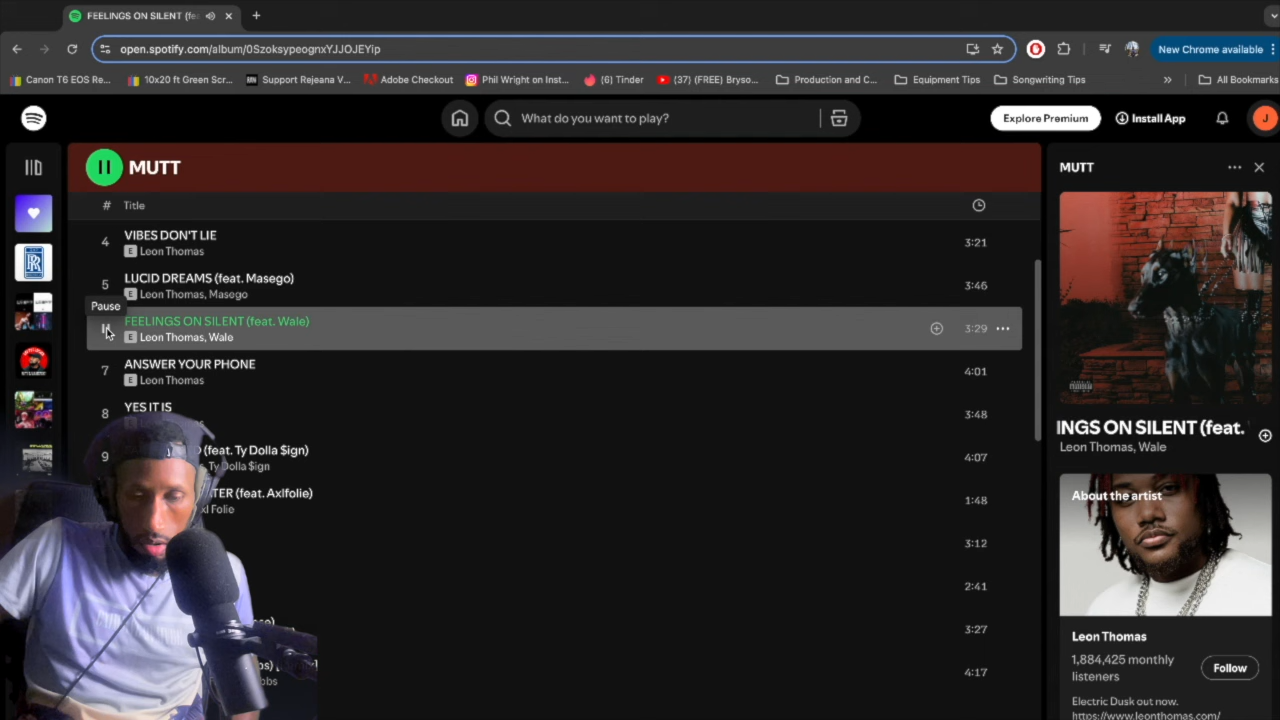 FEELINGS ON SILENT (fe
open.spotify.com/album/0SzoksypeognxYJJOJEYip
New Chrome available
Canon T6 EOS Re...
10x20 ft Green Scr...
Support Rejeana V...
Adobe Checkout
Phil Wright on Inst...
(6) Tinder
(37) (FREE) Bryso...
Production and C...
Equipment Tips
Songwriting Tips
»
All Bookmarks
What do you want to play?
Explore Premium
Install App
J
MUTT
# Title
4 VIBES DON'T LIE 3:21
E Leon Thomas
5 LUCID DREAMS (feat. Masego) 3:46
E Leon Thomas, Masego
Pause
FEELINGS ON SILENT (feat. Wale) 3:29
E Leon Thomas, Wale
7 ANSWER YOUR PHONE 4:01
E Leon Thomas
8 YES IT IS 3:48
9 (feat. Ty Dolla $ign) 4:07
Ty Dolla $ign
TER (feat. Axlfolie) 1:48
xl Folie
3:12
2:41
3:27
4:17
bbs
MUTT
INGS ON SILENT (feat.
Leon Thomas, Wale
About the artist
Leon Thomas
1,884,425 monthly
listeners
Follow
Electric Dusk out now.
https://www.leonthomas.com/